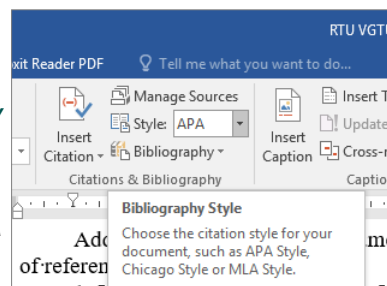 RTU VGTU
xit Reader PDF
Tell me what you want to do...
Insert Citation
Manage Sources
Style: APA
Bibliography
Citations & Bibliography
Insert Caption
Insert T
Update
Cross-r
Captio
Bibliography Style
Choose the citation style for your
document, such as APA Style,
Chicago Style or MLA Style.
Add
me
of referen